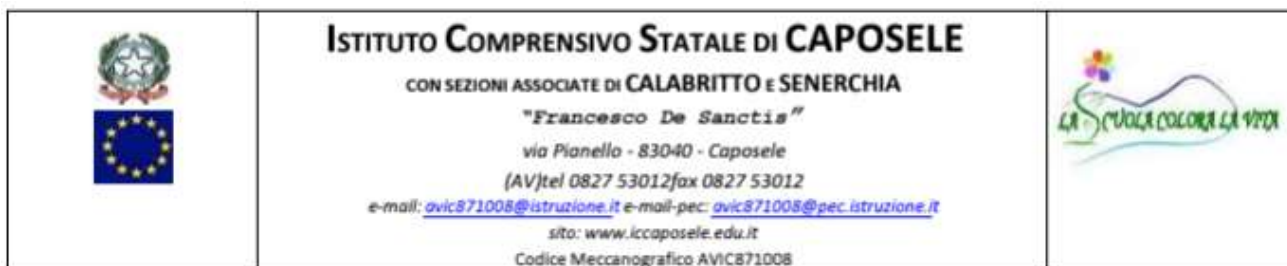 ISTITUTO COMPRENSIVO STATALE DI CAPOSELE
CON SEZIONI ASSOCIATE DI CALABRITTO E SENERCHIA
"Francesco De Sanctis"
via Pianello - 83040 - Caposele
(AV)tel 0827 53012fax 0827 53012
e-mail: avic871008@istruzione.it e-mail-pec: avic871008@pec.istruzione.it
sito: www.iccaposele.edu.it
Codice Meccanografico AVIC871008
LA SCUOLA COLORA LA VITA